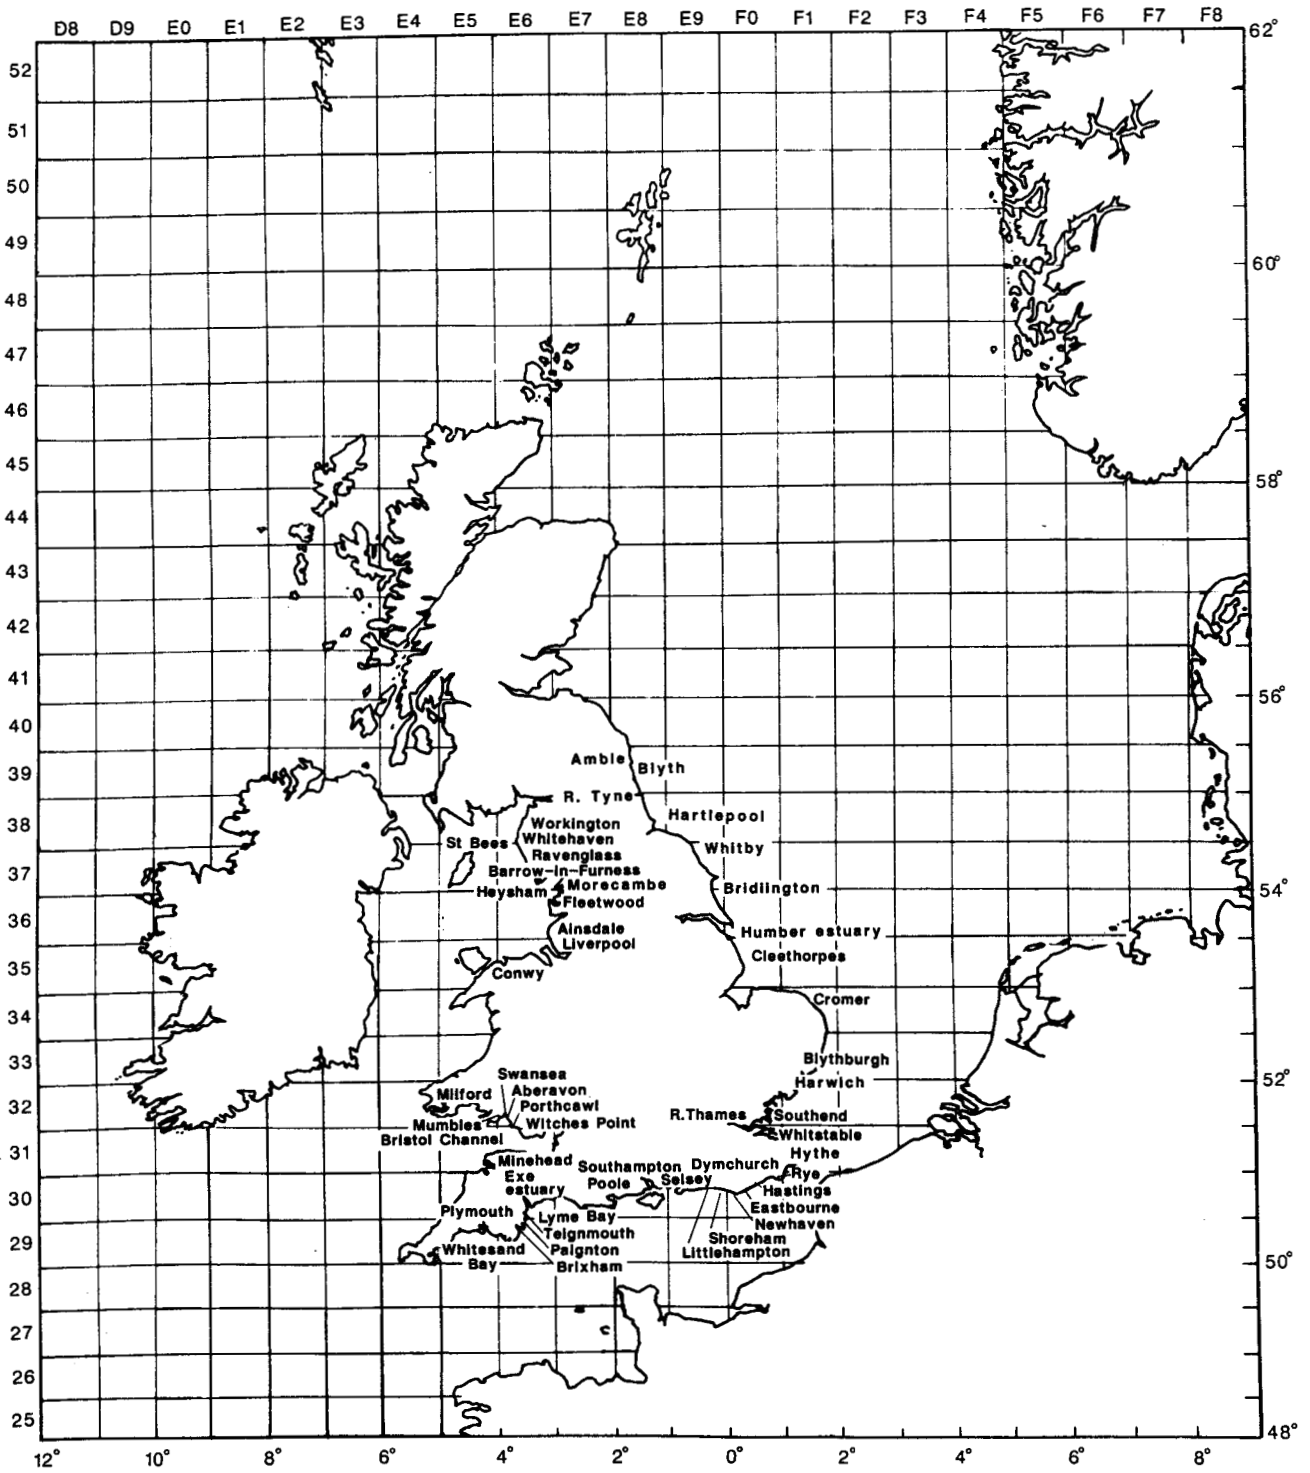 D8 D9 E0 E1 E2 E3 E4 E5 E6 E7 E8 E9 F0 F1 F2 F3 F4 F5 F6 F7 F8
62°
52
51
50
49
60°
48
47
46
45
58°
44
43
42
41
56°
40
Amble
Blyth
39
R. Tyne
Hartlepool
38
Workington
St Bees
Whitehaven
Whitby
Ravenglass
37
Barrow-in-Furness
Heysham
Morecambe
Bridlington
54°
Fleetwood
36
Ainsdale
Humber estuary
Liverpool
Cleethorpes
35
Conwy
Cromer
34
33
Blythburgh
Swansea
Harwich
52°
Milford
Aberavon
32
Porthcawl
R.Thames
Southend
Mumbles
Witches Point
Bristol Channel
Whitstable
31
Hythe
Minehead
Southampton
Dymchurch
Rye
Exe
estuary
Poole
Selsey
Hastings
30
Plymouth
Lyme Bay
Eastbourne
Newhaven
Teignmouth
Shoreham
29
Whitesand
Bay
Paignton
Littlehampton
Brixham
50°
28
27
26
25
48°
12° 10° 8° 6° 4° 2° 0° 2° 4° 6° 8°